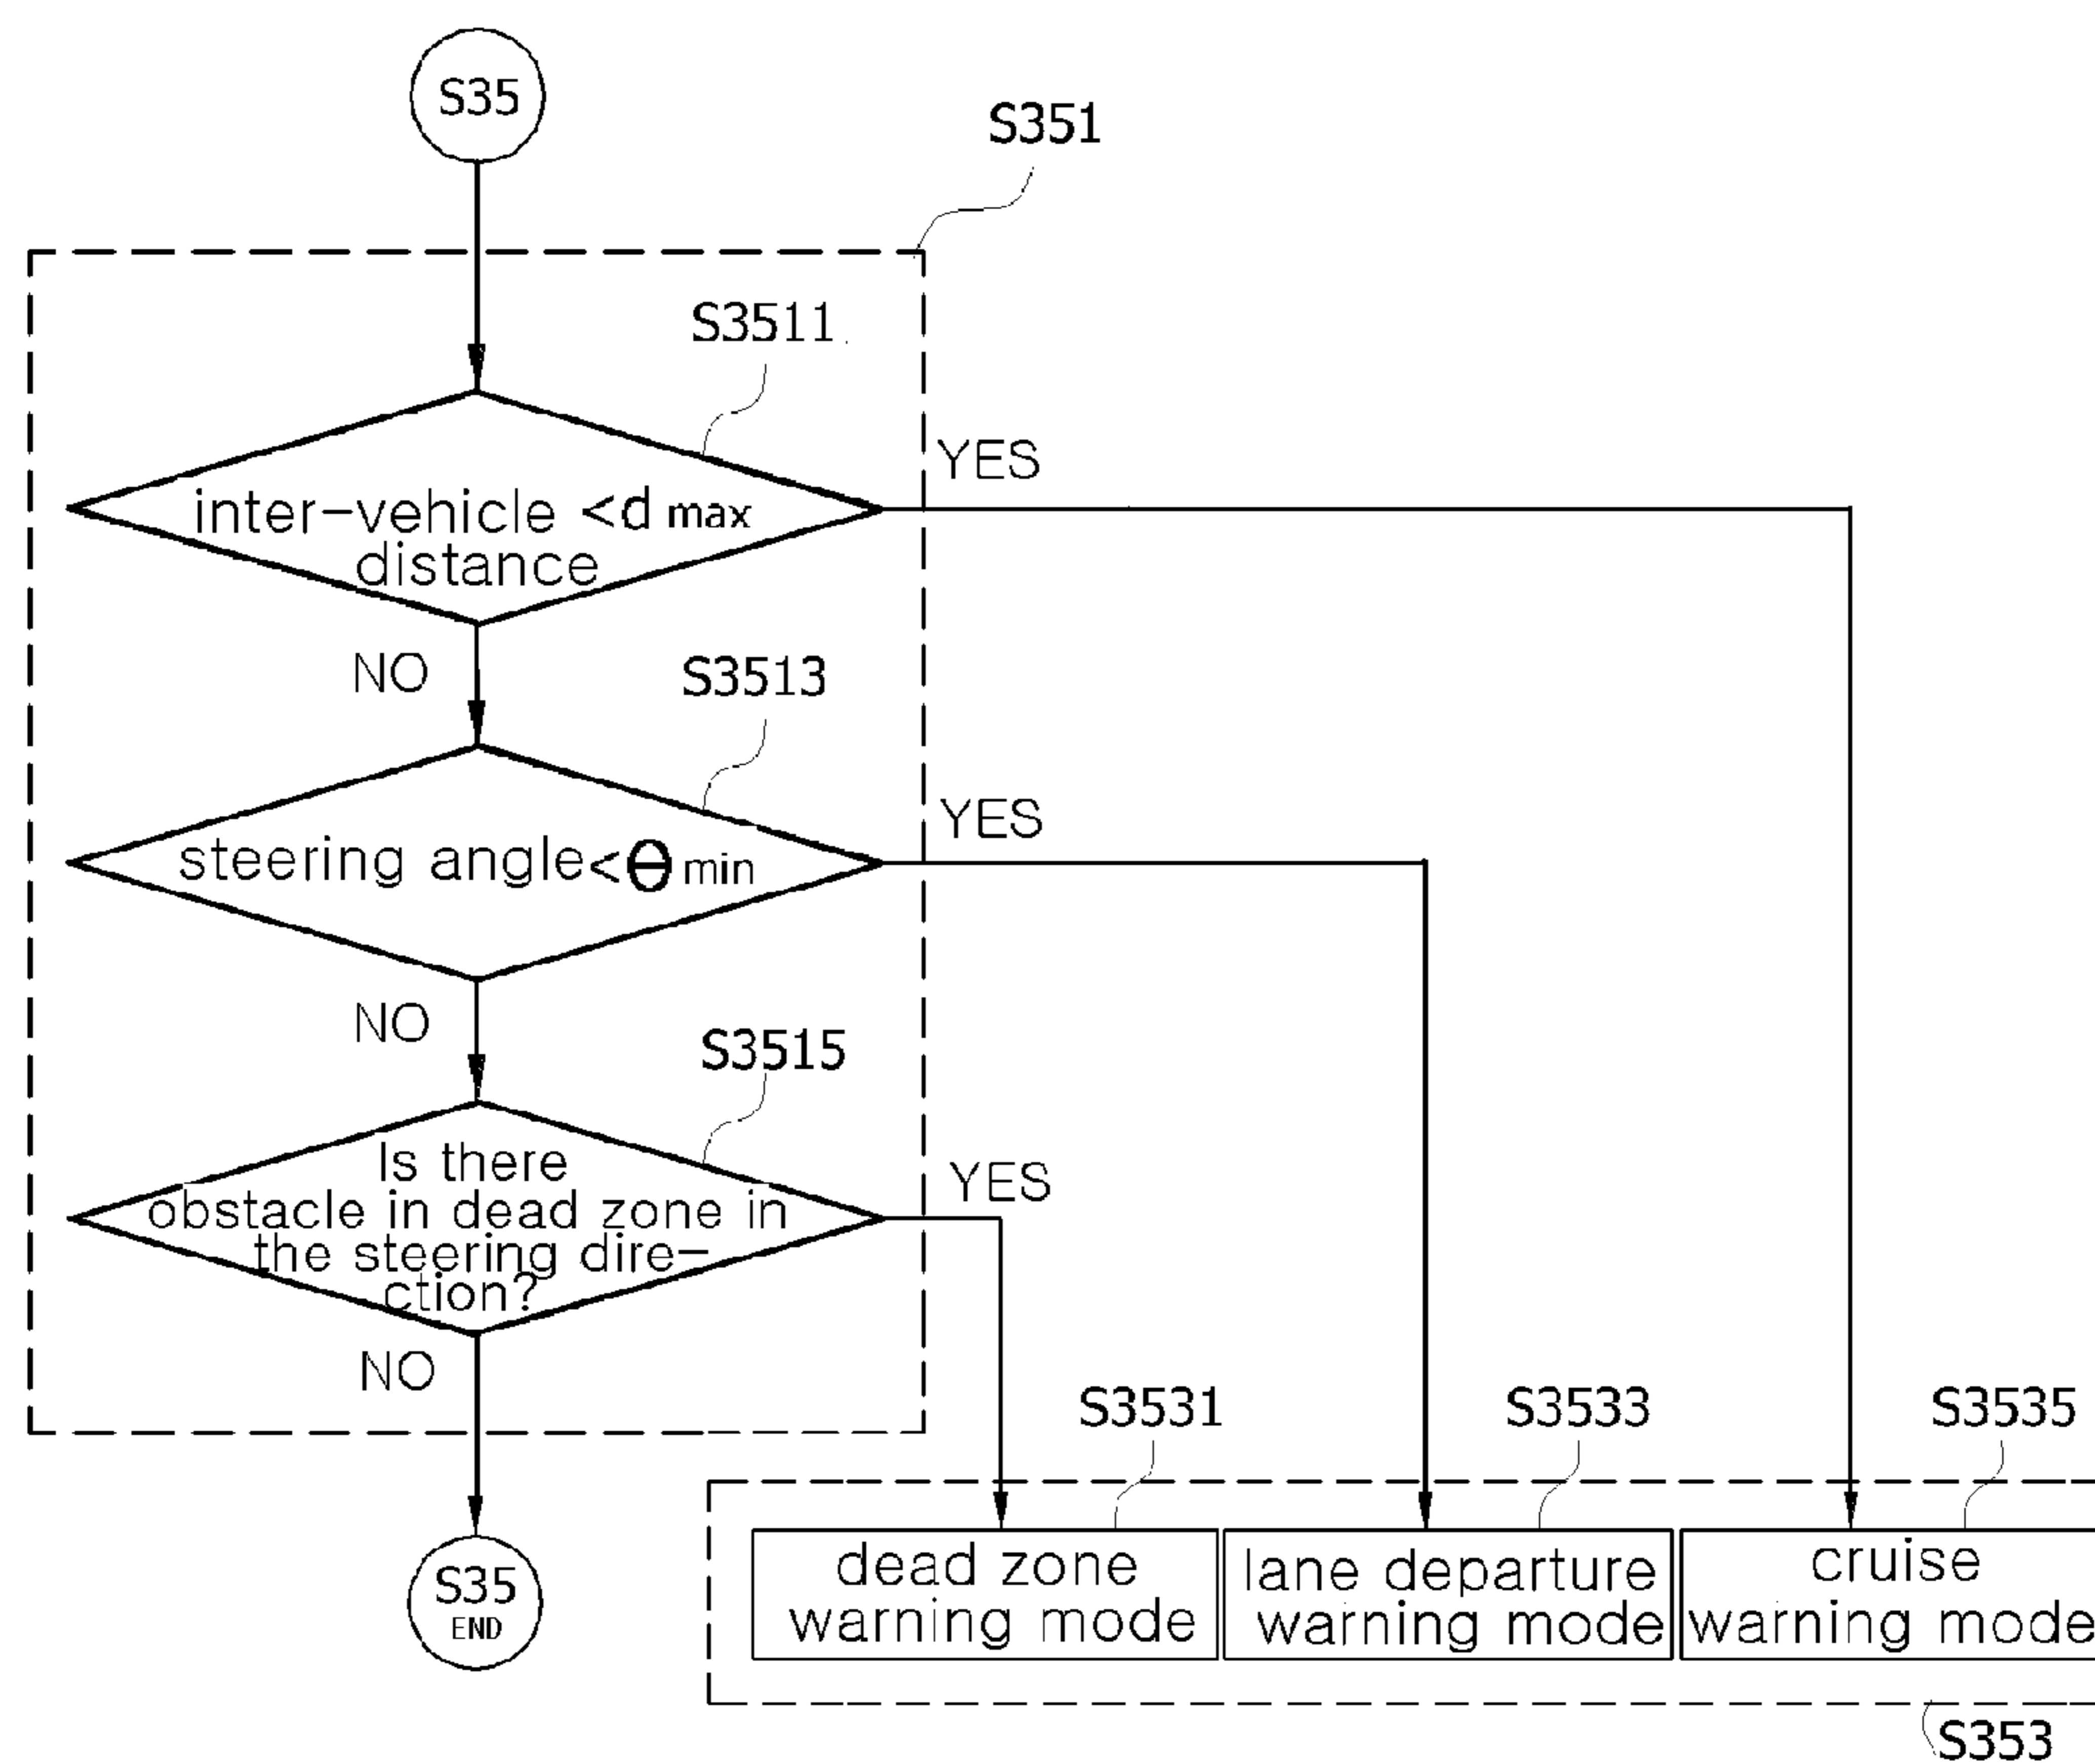 S35
S351
S3511
YES
inter-vehicle <d max
distance
NO
S3513
YES
steering angle<θ min
NO
S3515
Is there
YES
obstacle in dead zone in
the steering dire-
ction?
NO
S3531
S3533
S3535
dead zone
warning mode
lane departure
warning mode
cruise
warning mode
S35
END
S353